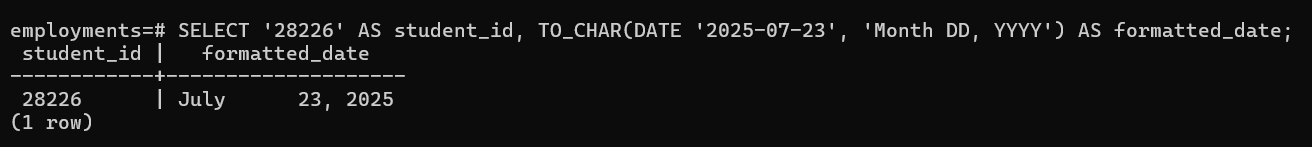 employments=# SELECT '28226' AS student_id, TO_CHAR(DATE '2025-07-23', 'Month DD, YYYY') AS formatted_date;
 student_id |   formatted_date
------------+--------------------
 28226      | July      23, 2025
(1 row)